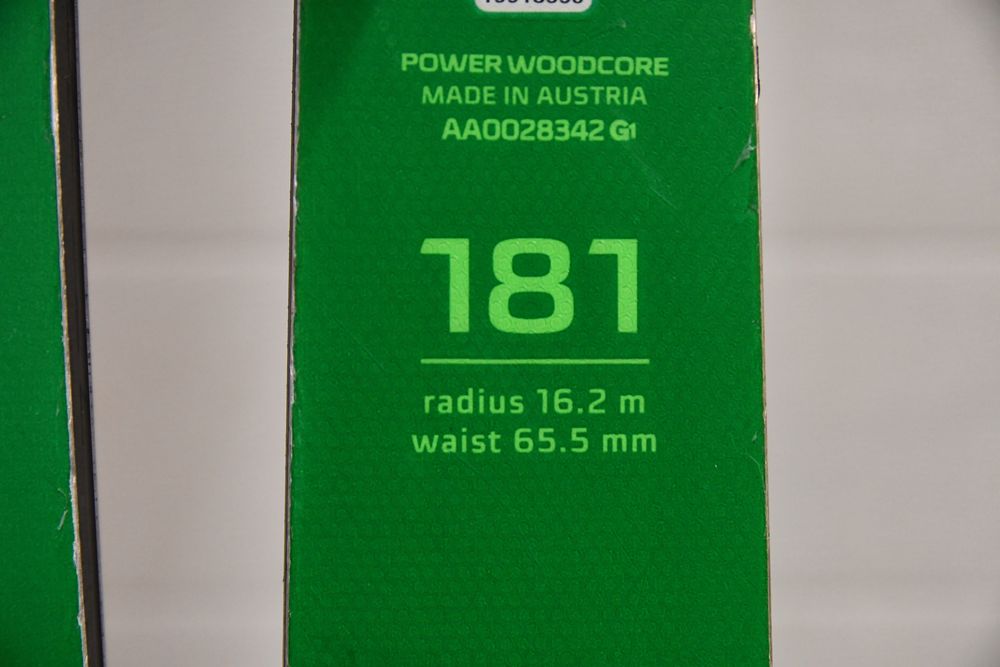 POWER WOODCORE
MADE IN AUSTRIA
AA0028342 G1
181
radius 16.2 m
waist 65.5 mm